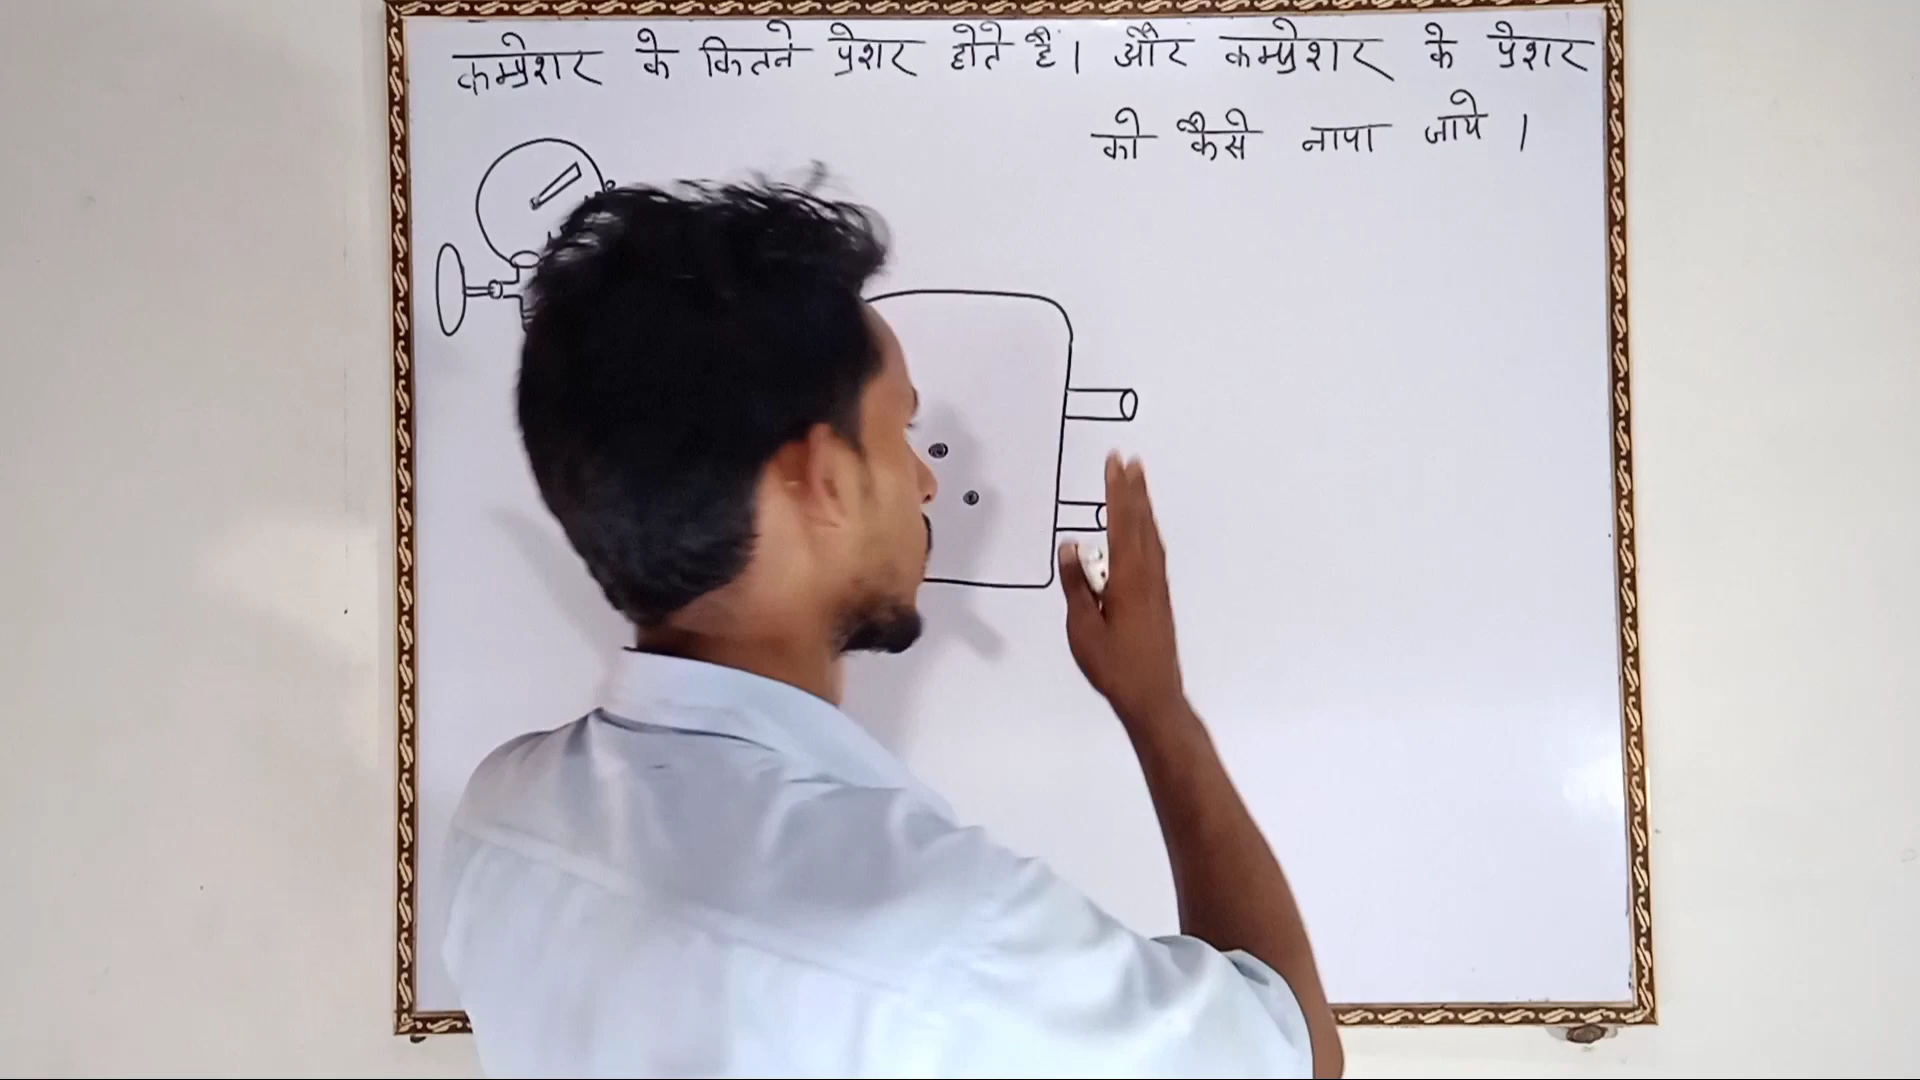 कम्प्रेशर के कितने प्रेशर होते है। और कम्प्रेशर के प्रेशर
को कैसे नापा जाये ।